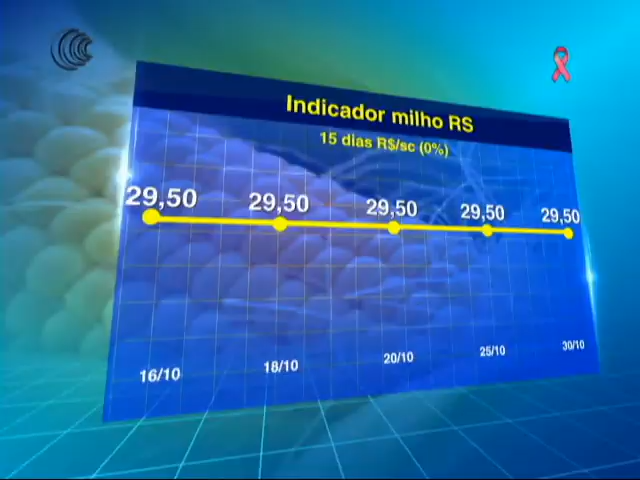 Indicador milho RS
15 dias R$/sc (0%)
29,50 29,50 29,50 29,50 29,50
16/10 18/10 20/10 25/10 30/10